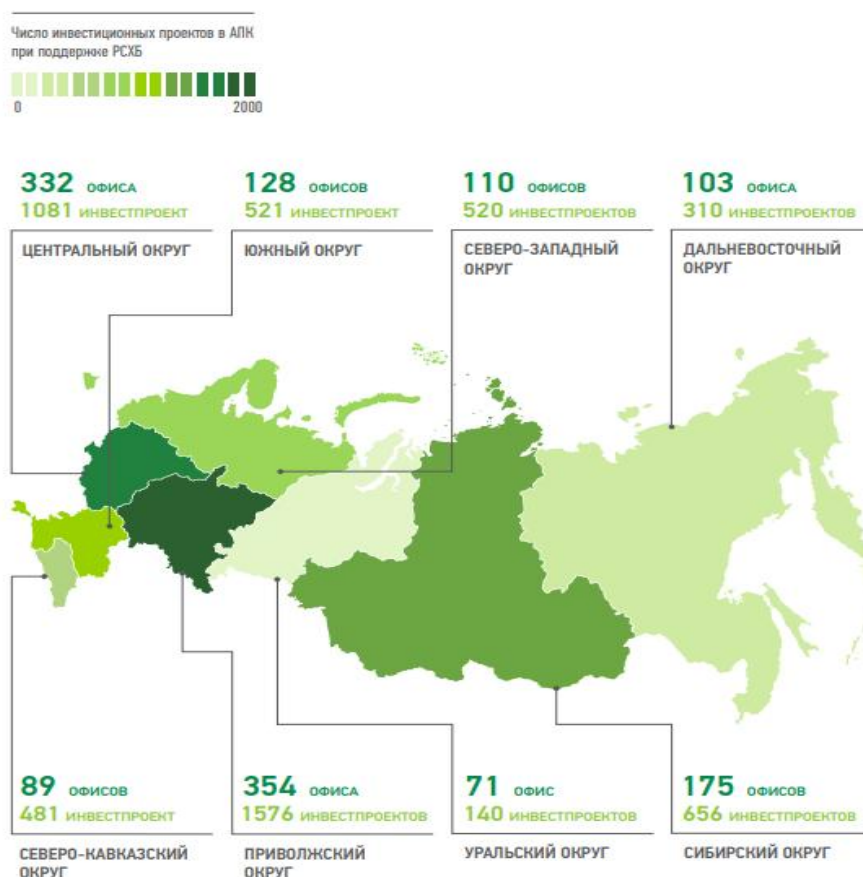 Число инвестиционных проектов в АПК
при поддержке РСХБ
0 2000
332 ОФИСА
1081 ИНВЕСТПРОЕКТ
ЦЕНТРАЛЬНЫЙ ОКРУГ
128 ОФИСОВ
521 ИНВЕСТПРОЕКТ
ЮЖНЫЙ ОКРУГ
110 ОФИСОВ
520 ИНВЕСТПРОЕКТОВ
СЕВЕРО-ЗАПАДНЫЙ
ОКРУГ
103 ОФИСА
310 ИНВЕСТПРОЕКТОВ
ДАЛЬНЕВОСТОЧНЫЙ
ОКРУГ
89 ОФИСОВ
481 ИНВЕСТПРОЕКТ
СЕВЕРО-КАВКАЗСКИЙ
ОКРУГ
354 ОФИСА
1576 ИНВЕСТПРОЕКТОВ
ПРИВОЛЖСКИЙ
ОКРУГ
71 ОФИС
140 ИНВЕСТПРОЕКТОВ
УРАЛЬСКИЙ ОКРУГ
175 ОФИСОВ
656 ИНВЕСТПРОЕКТОВ
СИБИРСКИЙ ОКРУГ